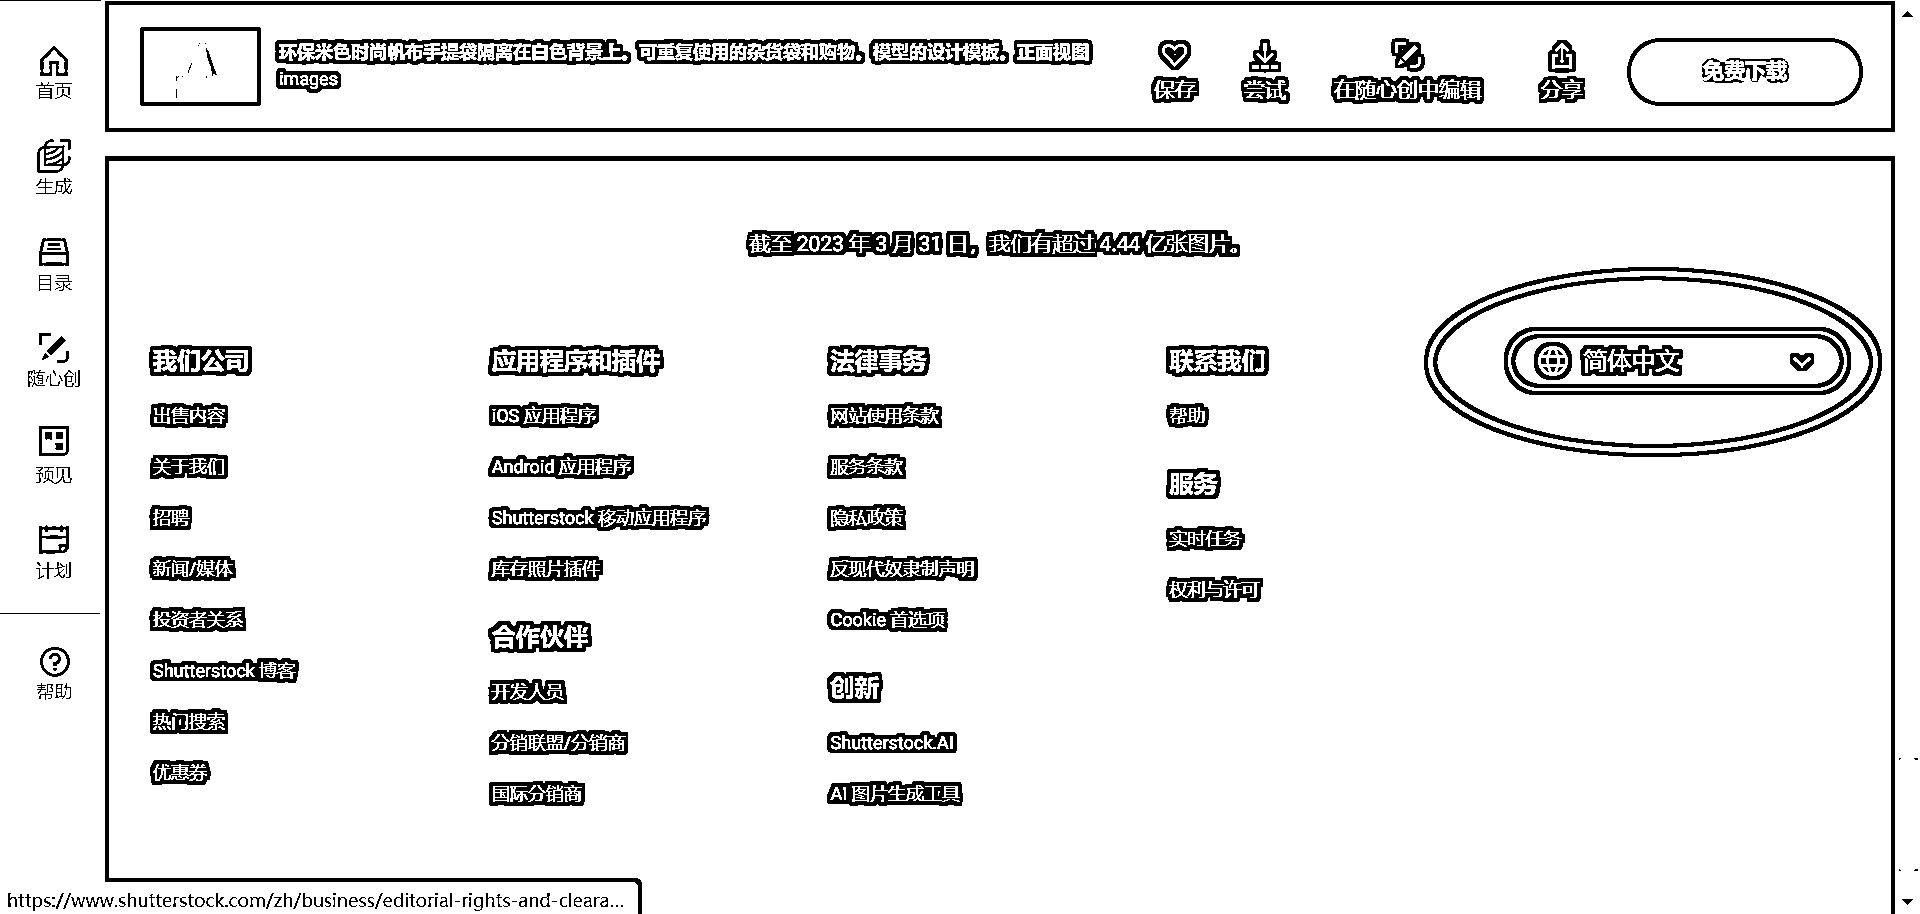 首页
生成
目录
随心创
预见
计划
帮助
环保米色时尚帆布手提袋隔离在白色背景上。可重复使用的杂货袋和购物。模型的设计模板。正面视图
images
保存
尝试
在随心创中编辑
分享
免费下载
截至 2023 年 3 月 31 日，我们有超过 4.44 亿张图片。
我们公司
出售内容
关于我们
招聘
新闻/媒体
投资者关系
Shutterstock 博客
热门搜索
优惠券
应用程序和插件
iOS 应用程序
Android 应用程序
Shutterstock 移动应用程序
库存照片插件
合作伙伴
开发人员
分销联盟/分销商
国际分销商
法律事务
网站使用条款
服务条款
隐私政策
反现代奴隶制声明
Cookie 首选项
创新
Shutterstock.AI
AI 图片生成工具
联系我们
帮助
服务
实时任务
权利与许可
简体中文
https://www.shutterstock.com/zh/business/editorial-rights-and-cleara...